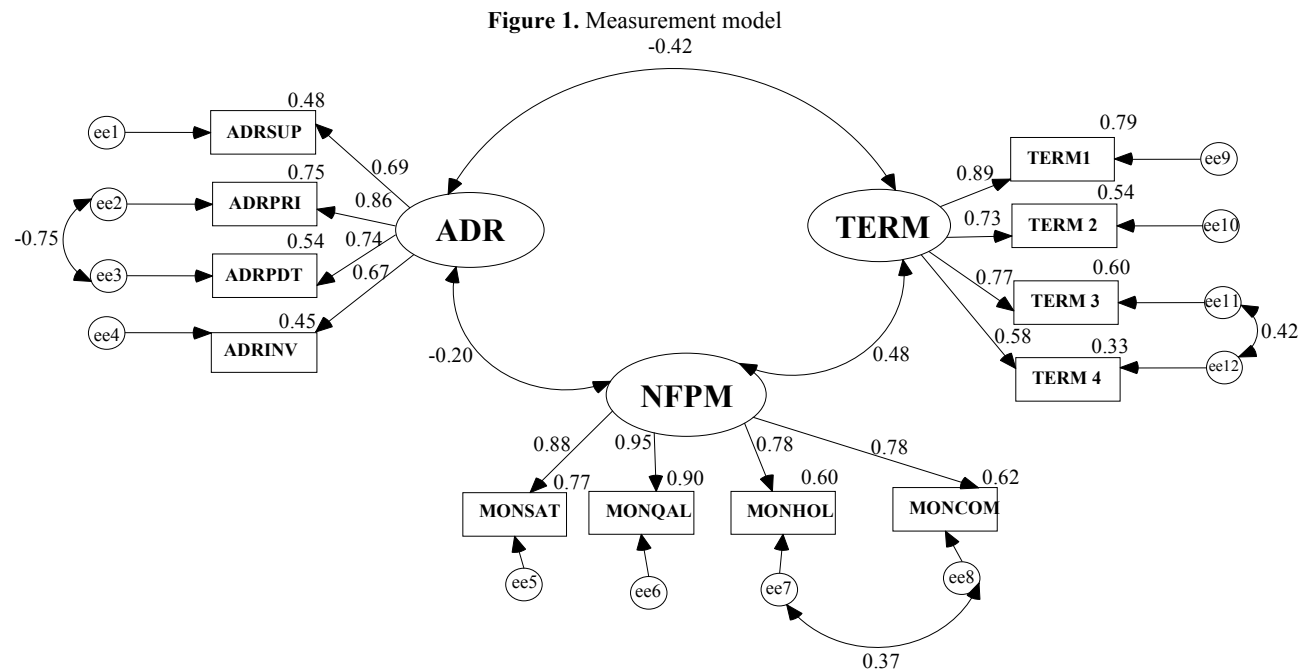 Figure 1. Measurement model
-0.42
0.48
ee1
ADRSUP
0.69
0.75
ee2
ADRPRI
0.86
-0.75
0.54
0.74
ee3
ADRPDT
0.67
0.45
ee4
ADRINV
ADR
-0.20
TERM
0.48
0.79
TERM1
ee9
0.89
0.54
TERM 2
ee10
0.73
0.60
0.77
TERM 3
ee11
0.42
0.58
0.33
TERM 4
ee12
NFPM
0.88
0.95
0.78
0.78
0.77
0.90
0.60
0.62
MONSAT
MONQAL
MONHOL
MONCOM
ee5
ee6
ee7
ee8
0.37